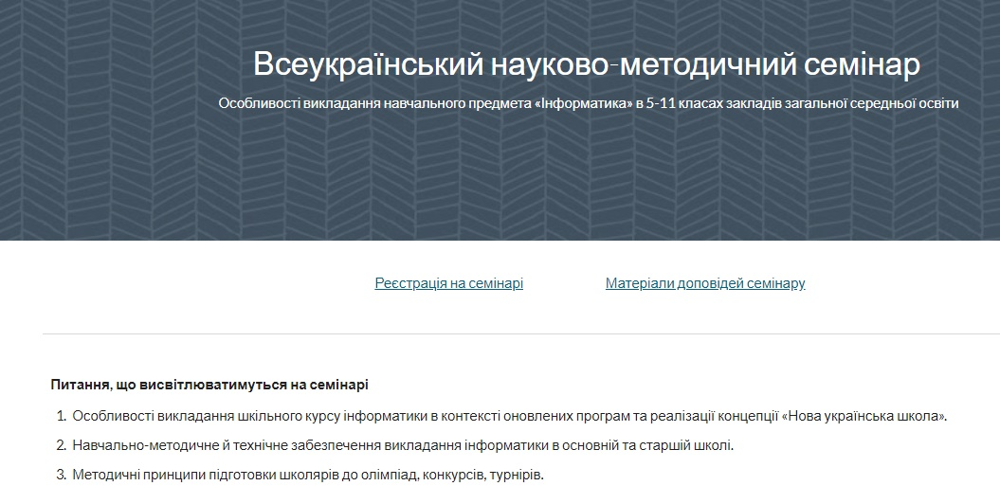 Всеукраїнський науково-методичний семінар
Особливості викладання навчального предмета «Інформатика» в 5-11 класах закладів загальної середньої освіти
Реєстрація на семінарі
Матеріали доповідей семінару
Питання, що висвітлюватимуться на семінарі
1. Особливості викладання шкільного курсу інформатики в контексті оновлених програм та реалізації концепції «Нова українська школа».
2. Навчально-методичне й технічне забезпечення викладання інформатики в основній та старшій школі.
3. Методичні принципи підготовки школярів до олімпіад, конкурсів, турнірів.